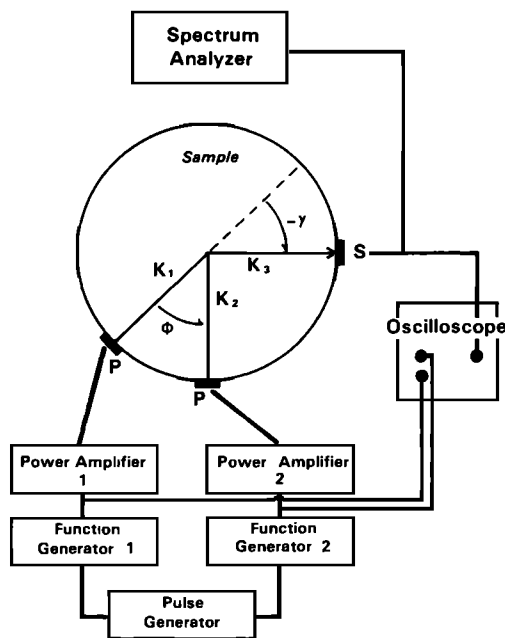 Spectrum
Analyzer
Sample
-γ
K₁
K₃
S
K₂
Φ
Oscilloscope
P
P
Power Amplifier
1
Power Amplifier
2
Function
Generator 1
Function
Generator 2
Pulse
Generator